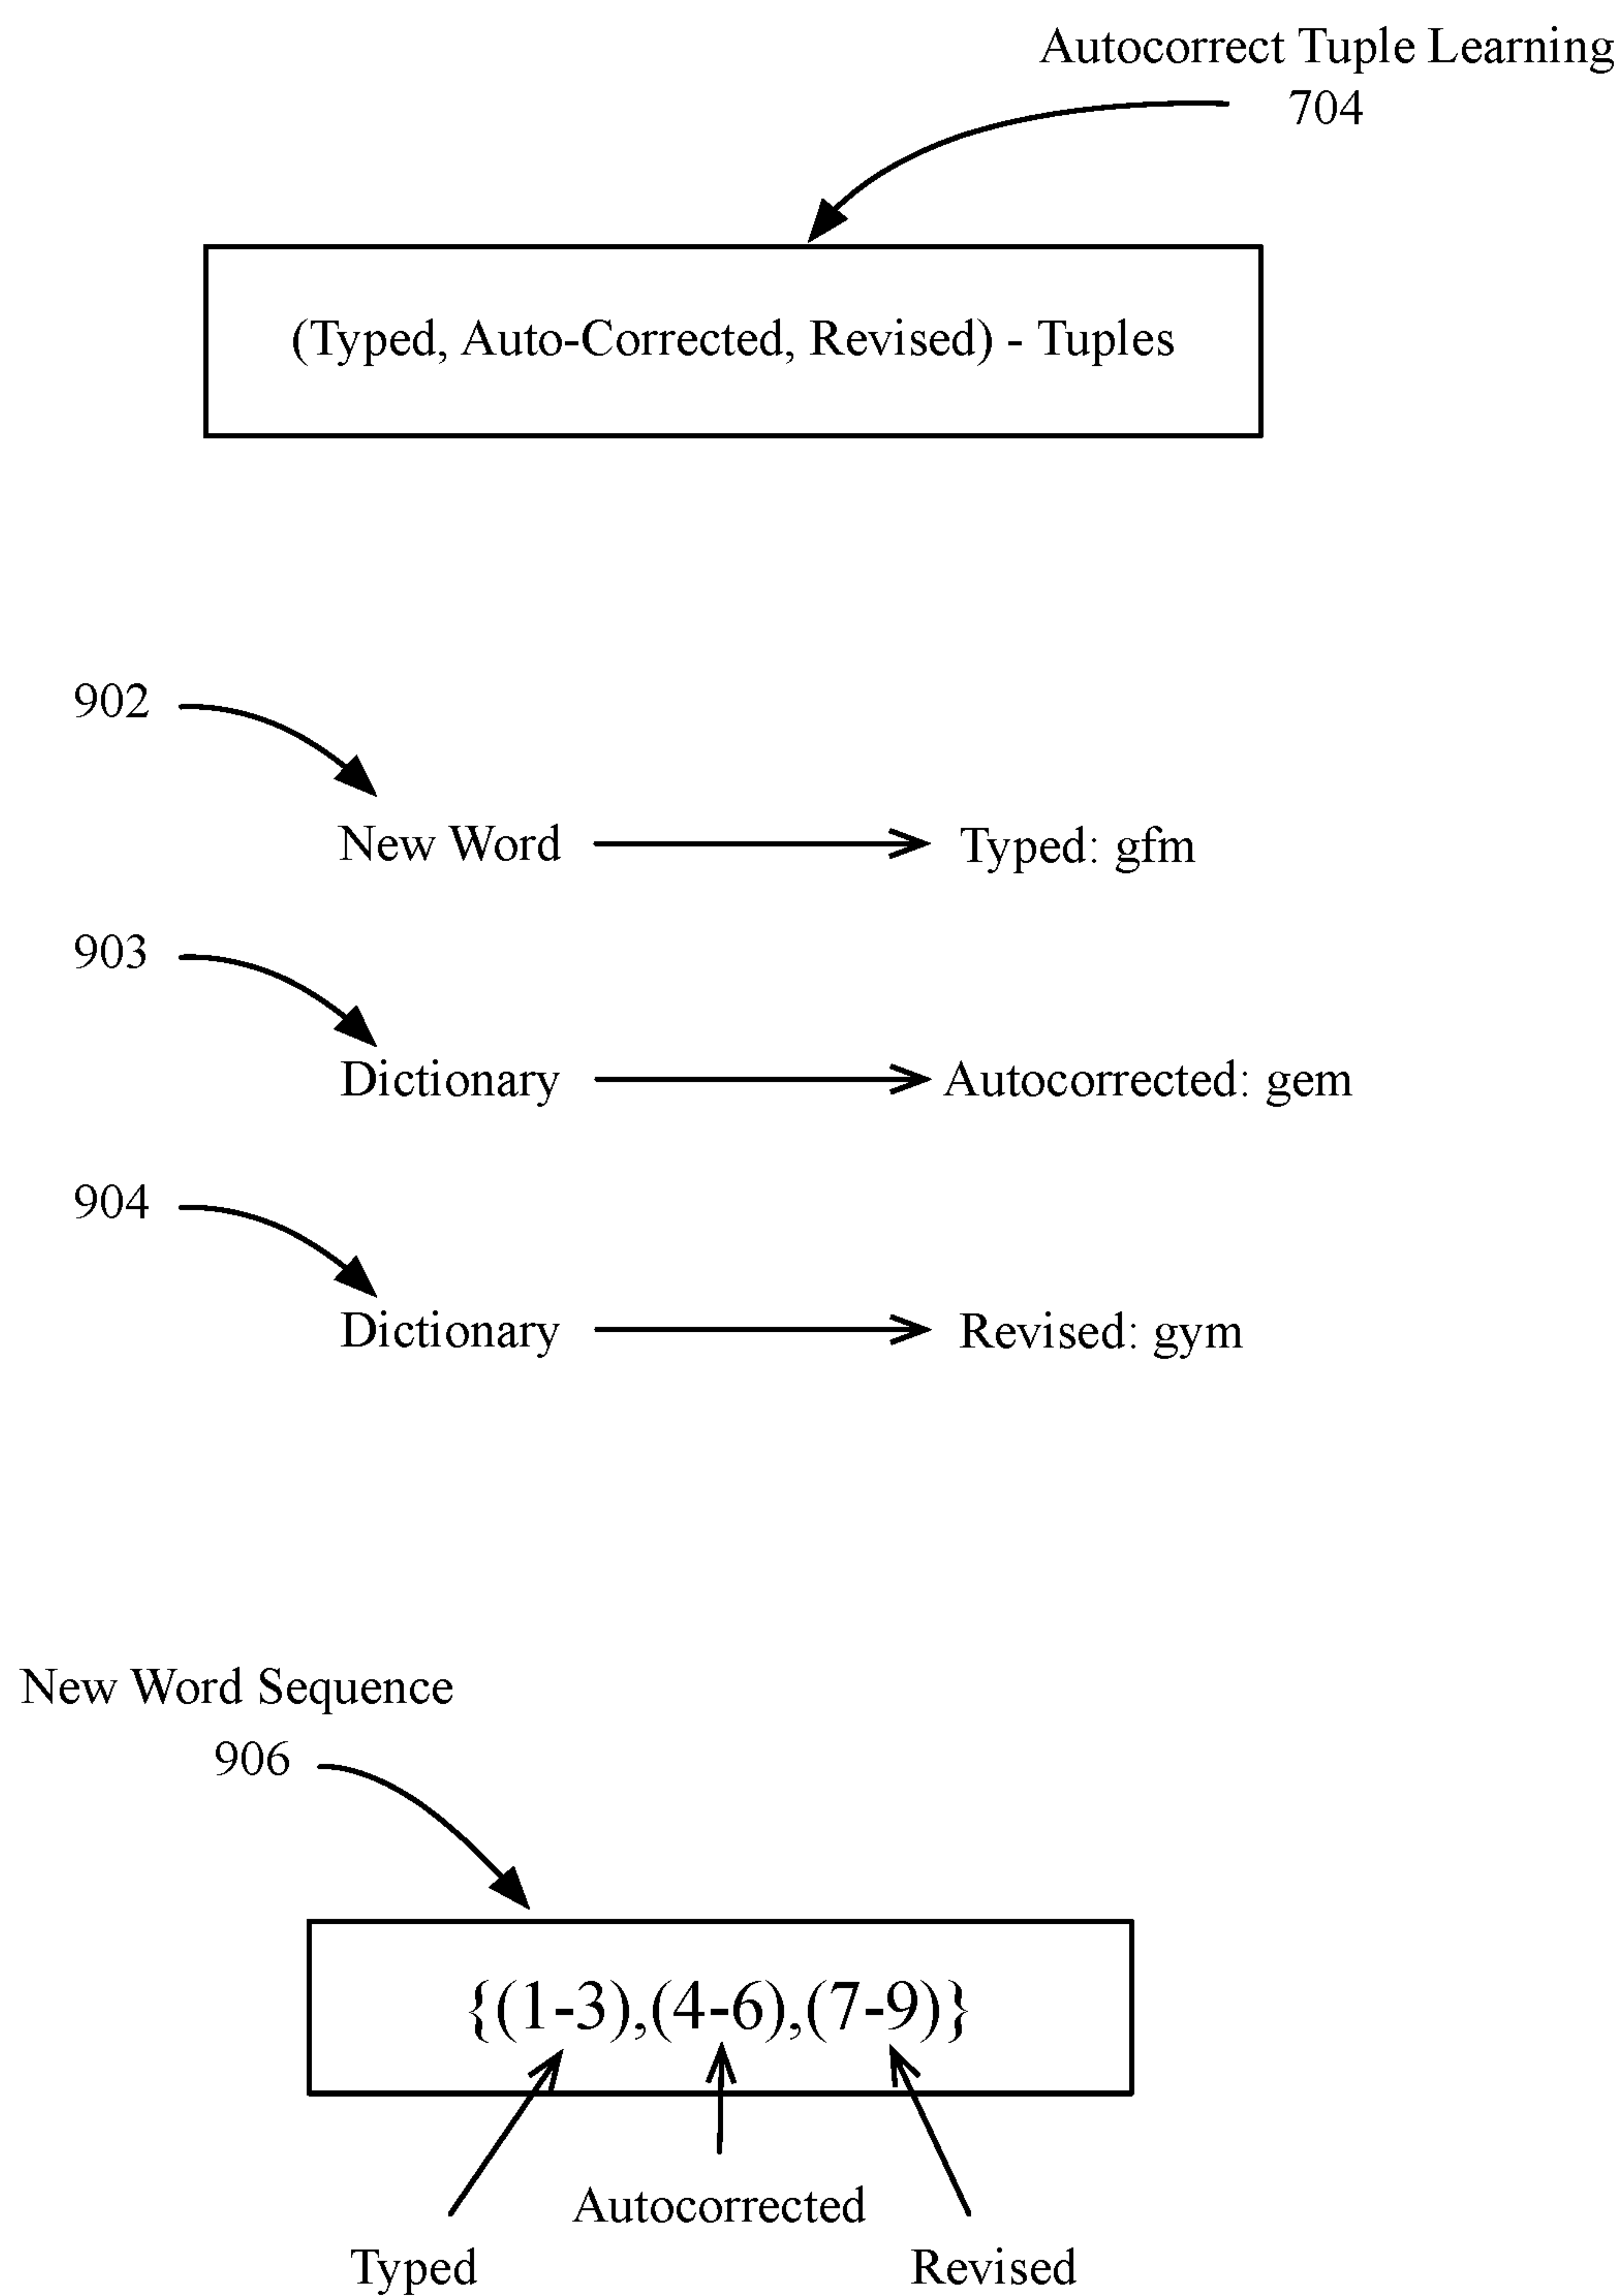 Autocorrect Tuple Learning
704
(Typed, Auto-Corrected, Revised) - Tuples
902
New Word
Typed: gfm
903
Dictionary
Autocorrected: gem
904
Dictionary
Revised: gym
New Word Sequence
906
{(1-3),(4-6),(7-9)}
Autocorrected
Typed
Revised